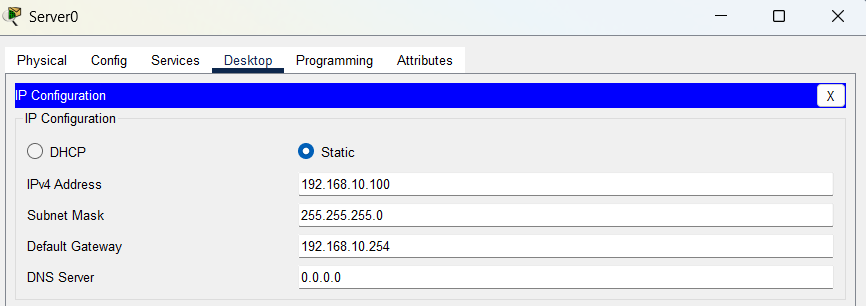 Server0
Physical Config Services Desktop Programming Attributes
IP Configuration X
IP Configuration
DHCP Static
IPv4 Address 192.168.10.100
Subnet Mask 255.255.255.0
Default Gateway 192.168.10.254
DNS Server 0.0.0.0